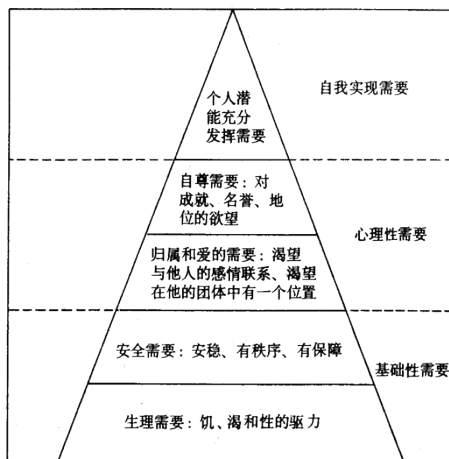 个人潜
能充分
发挥需要
自我实现需要
自尊需要：对
成就、名誉、地
位的欲望
心理性需要
归属和爱的需要：渴望
与他人的感情联系、渴望
在他的团体中有一个位置
安全需要：安稳、有秩序、有保障
基础性需要
生理需要：饥、渴和性的驱力